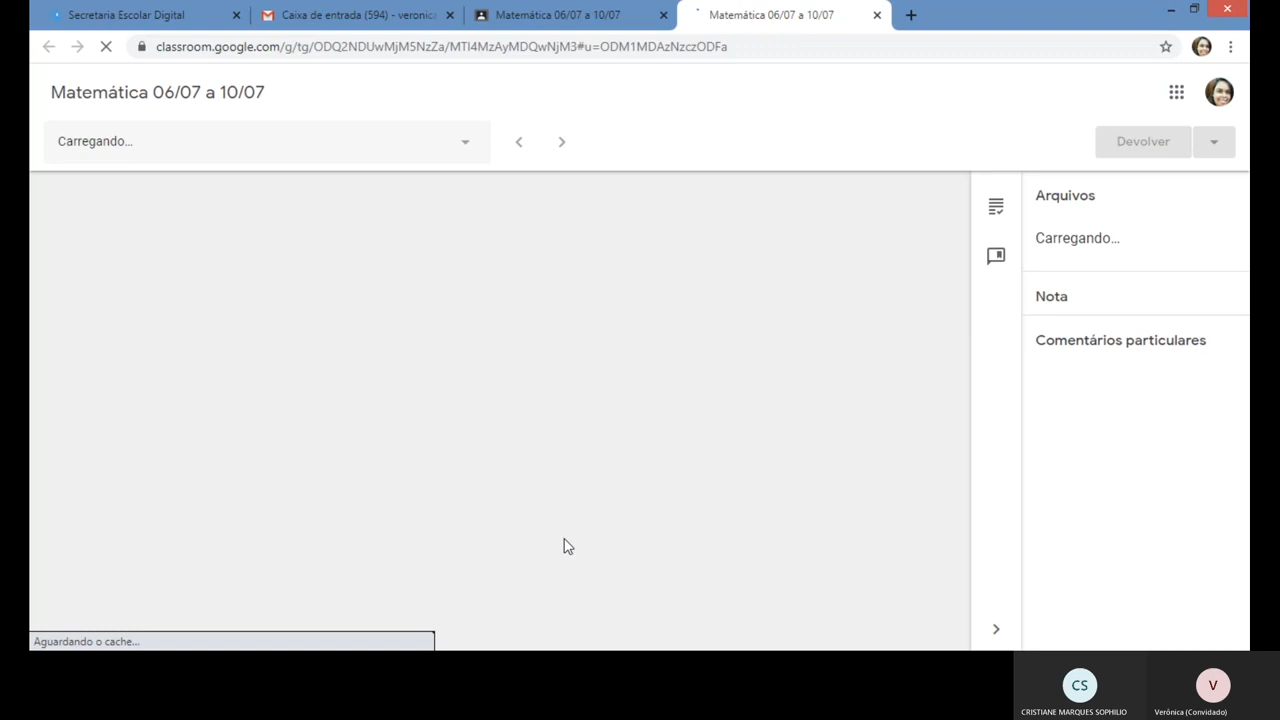 Secretaria Escolar Digital
Caixa de entrada (594) - veronica
Matemática 06/07 a 10/07
Matemática 06/07 a 10/07
classroom.google.com/g/tg/ODQ2NDUwMjM5NzZa/MTI4MzAyMDQwNjM3#u=ODM1MDAzNzczODFa
Matemática 06/07 a 10/07
Carregando...
Devolver
Arquivos
Carregando...
Nota
Comentários particulares
Aguardando o cache...
CS
V
CRISTIANE MARQUES SOPHILIO
Verônica (Convidado)